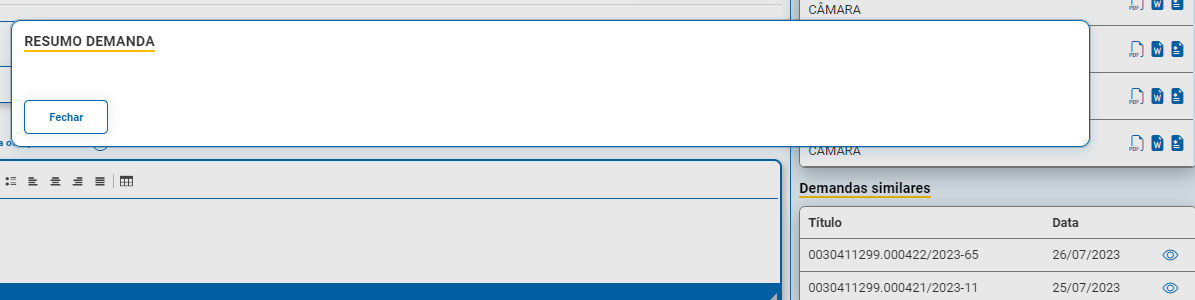 CÂMARA
RESUMO DEMANDA
Fechar
CÂMARA
Demandas similares
Título Data
0030411299.000422/2023-65 26/07/2023
0030411299.000421/2023-11 25/07/2023